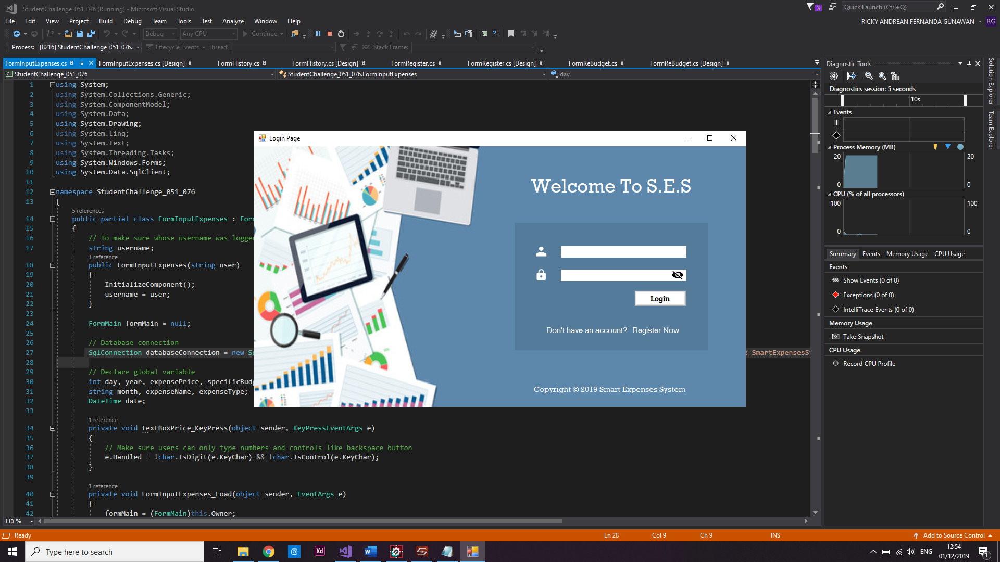 StudentChallenge_051_076 (Running) - Microsoft Visual Studio
3
Quick Launch (Ctrl+Q)
File Edit View Project Build Debug Team Tools Test Analyze Window Help
RICKY ANDREAN FERNANDA GUNAWAN
RG
Debug
Any CPU
Continue
Process: [8216] StudentChallenge_051_076.
Lifecycle Events
Thread:
Stack Frame:
FormInputExpenses.cs
FormInputExpenses.cs [Design]
FormHistory.cs
FormHistory.cs [Design]
FormRegister.cs
FormRegister.cs [Design]
FormReBudget.cs
FormReBudget.cs [Design]
C# StudentChallenge_051_076
StudentChallenge_051_076.FormInputExpenses
day
1 using System;
2 using System.Collections.Generic;
3 using System.ComponentModel;
4 using System.Data;
5 using System.Drawing;
6 using System.Linq;
7 using System.Text;
8 using System.Threading.Tasks;
9 using System.Windows.Forms;
10 using System.Data.SqlClient;
11
12 namespace StudentChallenge_051_076
13 {
5 references
14 public partial class FormInputExpenses : For
15 {
16 // To make sure whose username was logge
17 string username;
1 reference
18 public FormInputExpenses(string user)
19 {
20 InitializeComponent();
21 username = user;
22 }
23
24 FormMain formMain = null;
25
26 // Database connection
27 SqlConnection databaseConnection = new S
e_SmartExpensesSy
28
29 // Declare global variable
30 int day, year, expensePrice, specificBud
31 string month, expenseName, expenseType;
32 DateTime date;
33
1 reference
34 private void textBoxPrice_KeyPress(object sender, KeyPressEventArgs e)
35 {
36 // Make sure users can only type numbers and controls like backspace button
37 e.Handled = !char.IsDigit(e.KeyChar) && !char.IsControl(e.KeyChar);
38 }
39
1 reference
40 private void FormInputExpenses_Load(object sender, EventArgs e)
41 {
42 formMain = (FormMain)this.Owner;
110 %
Login Page
Welcome To S.E.S
Login
Don't have an account? Register Now
Copyright © 2019 Smart Expenses System
Diagnostic Tools
Diagnostics session: 5 seconds
10s
Events
Process Memory (MB)
20 20
0 0
CPU (% of all processors)
100 100
0 0
Summary Events Memory Usage CPU Usage
Events
Show Events (0 of 0)
Exceptions (0 of 0)
IntelliTrace Events (0 of 0)
Memory Usage
Take Snapshot
CPU Usage
Record CPU Profile
Solution Explorer
Team Explorer
Ready
Ln 28
Col 9
Ch 9
INS
Add to Source Control
Type here to search
Xd
ENG
12:54
01/12/2019
1